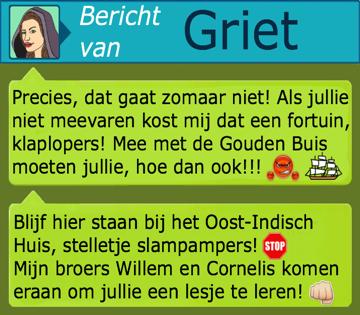 Bericht
van
Griet
Precies, dat gaat zomaar niet! Als jullie
niet meevaren kost mij dat een fortuin,
klaplopers! Mee met de Gouden Buis
moeten jullie, hoe dan ook!!!
Blijf hier staan bij het Oost-Indisch
Huis, stelletje slampampers! STOP
Mijn broers Willem en Cornelis komen
eraan om jullie een lesje te leren!